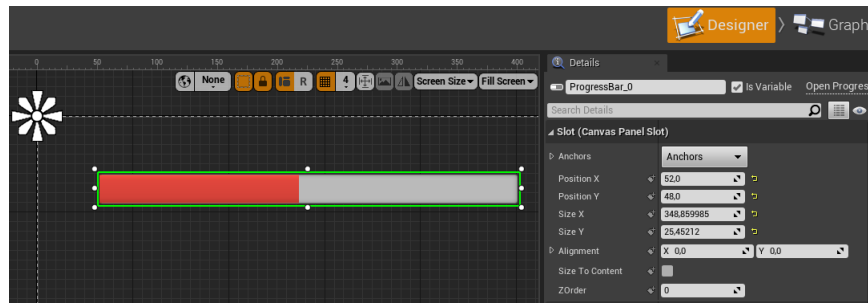 Designer
Graph
0 50 100 150 200 250 300 350 400
None R 4 Screen Size Fill Screen
Details
ProgressBar_0 Is Variable Open Progres
Search Details
Slot (Canvas Panel Slot)
Anchors Anchors
Position X 52,0
Position Y 48,0
Size X 348,859985
Size Y 25,45212
Alignment X 0,0 Y 0,0
Size To Content
ZOrder 0